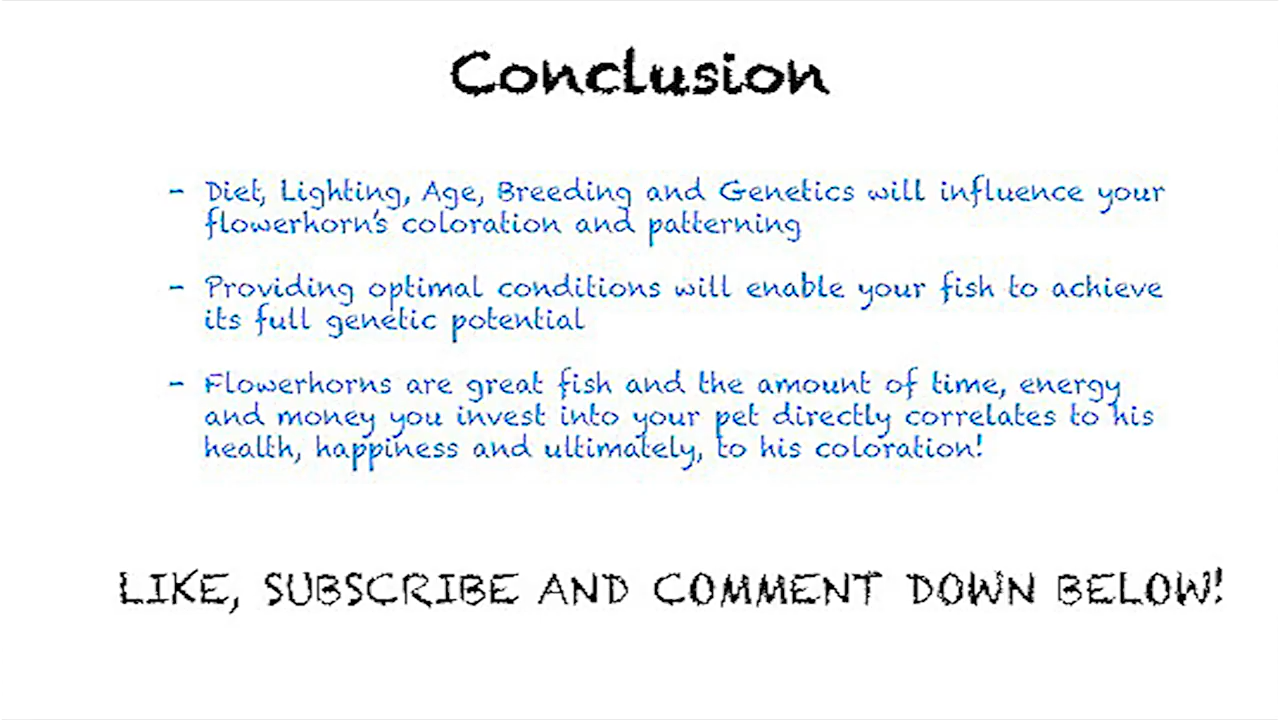 Conclusion
- Diet, Lighting, Age, Breeding and Genetics will influence your
flowerhorn's coloration and patterning
- Providing optimal conditions will enable your fish to achieve
its full genetic potential
- Flowerhorns are great fish and the amount of time, energy
and money you invest into your pet directly correlates to his
health, happiness and ultimately, to his coloration!
LIKE, SUBSCRIBE AND COMMENT DOWN BELOW!